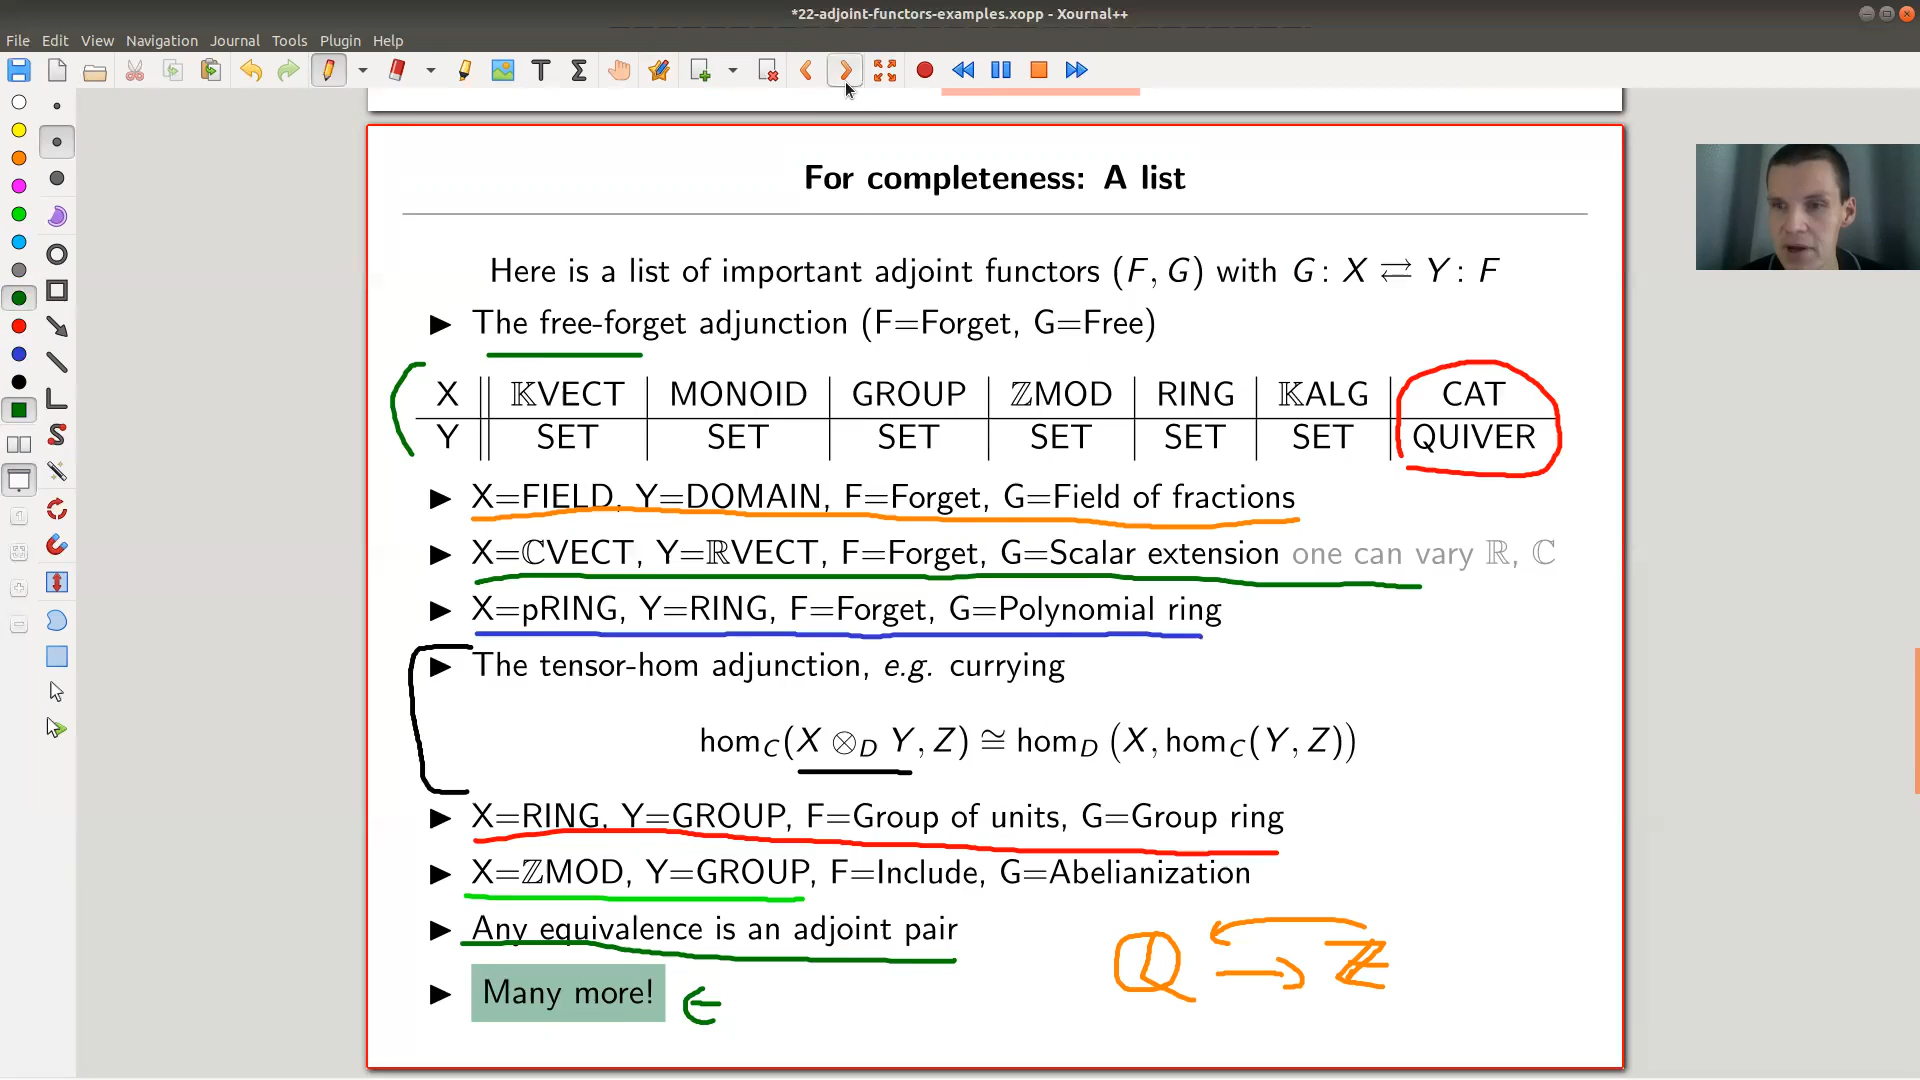 *22-adjoint-functors-examples.xopp - Xournal++
File Edit View Navigation Journal Tools Plugin Help
For completeness: A list
Here is a list of important adjoint functors (F, G) with G: X ⇄ Y: F
▶ The free-forget adjunction (F=Forget, G=Free)
X 𝕂VECT MONOID GROUP ℤMOD RING 𝕂ALG CAT
Y SET SET SET SET SET SET QUIVER
▶ X=FIELD, Y=DOMAIN, F=Forget, G=Field of fractions
▶ X=ℂVECT, Y=ℝVECT, F=Forget, G=Scalar extension one can vary ℝ, ℂ
▶ X=pRING, Y=RING, F=Forget, G=Polynomial ring
▶ The tensor-hom adjunction, e.g. currying
hom_C(X ⊗_D Y, Z) ≅ hom_D (X, hom_C(Y, Z))
▶ X=RING, Y=GROUP, F=Group of units, G=Group ring
▶ X=ℤMOD, Y=GROUP, F=Include, G=Abelianization
▶ Any equivalence is an adjoint pair
ℚ ⇄ ℤ
▶ Many more!